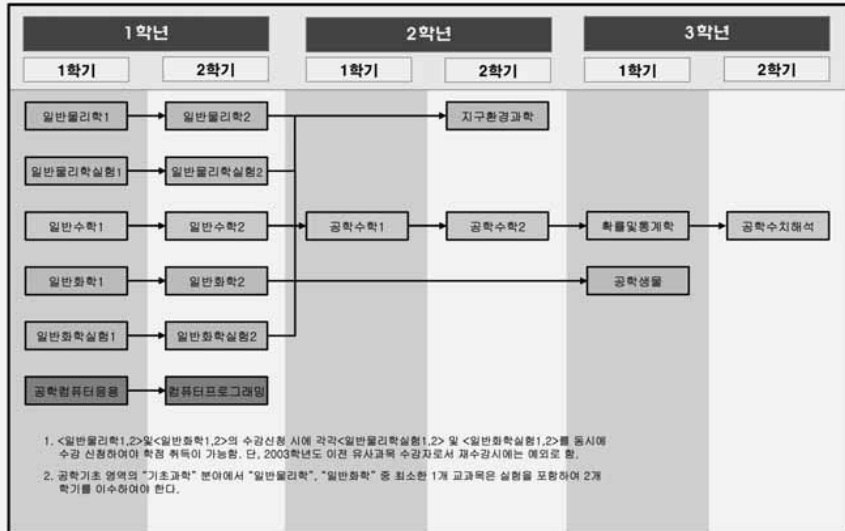 1학년 2학년 3학년
1학기 2학기 1학기 2학기 1학기 2학기
일반물리학1 일반물리학2 지구환경과학
일반물리학실험1 일반물리학실험2
일반수학1 일반수학2 공학수학1 공학수학2 확률및통계학 공학수치해석
일반화학1 일반화학2 공학생물
일반화학실험1 일반화학실험2
공학컴퓨터응용 컴퓨터프로그래밍
1. <일반물리학1,2>및<일반화학1,2>의 수강신청 시에 각각<일반물리학실험1,2> 및 <일반화학실험1,2>를 동시에
수강 신청하여야 학점 취득이 가능함. 단, 2003학년도 이전 유사과목 수강자로서 재수강시에는 예외로 함.
2. 공학기초 영역의 "기초과학" 분야에서 "일반물리학", "일반화학" 중 최소한 1개 교과목은 실험을 포함하여 2개
학기를 이수하여야 한다.